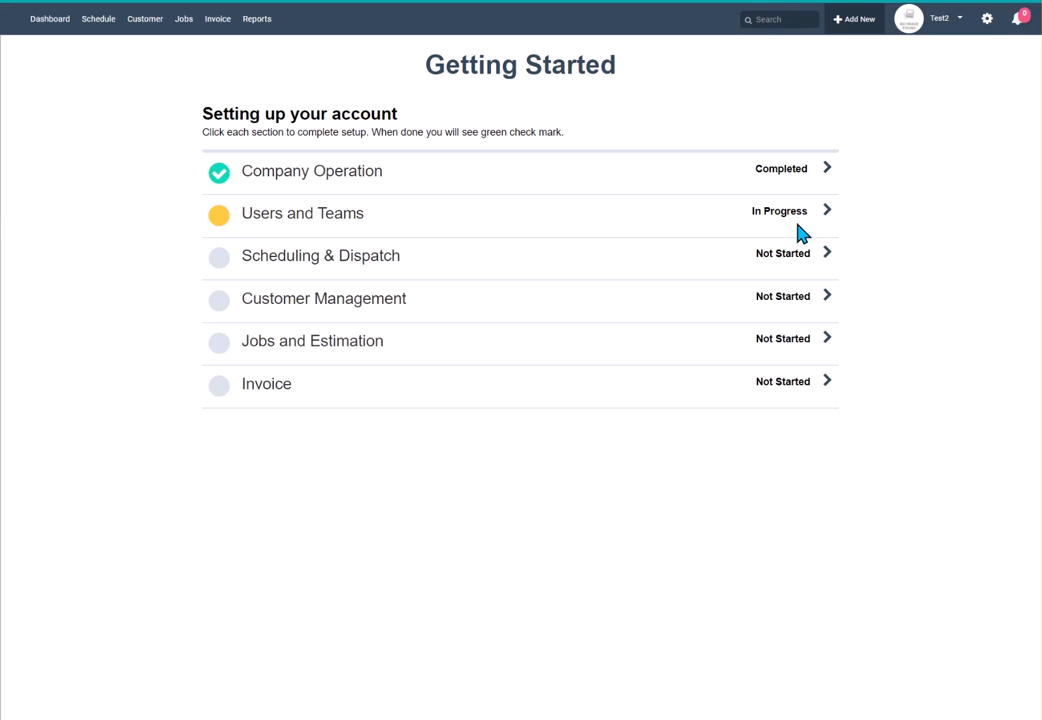 Dashboard Schedule Customer Jobs Invoice Reports Search Add New Test2 0
Getting Started
Setting up your account
Click each section to complete setup. When done you will see green check mark.
Company Operation Completed
Users and Teams In Progress
Scheduling & Dispatch Not Started
Customer Management Not Started
Jobs and Estimation Not Started
Invoice Not Started